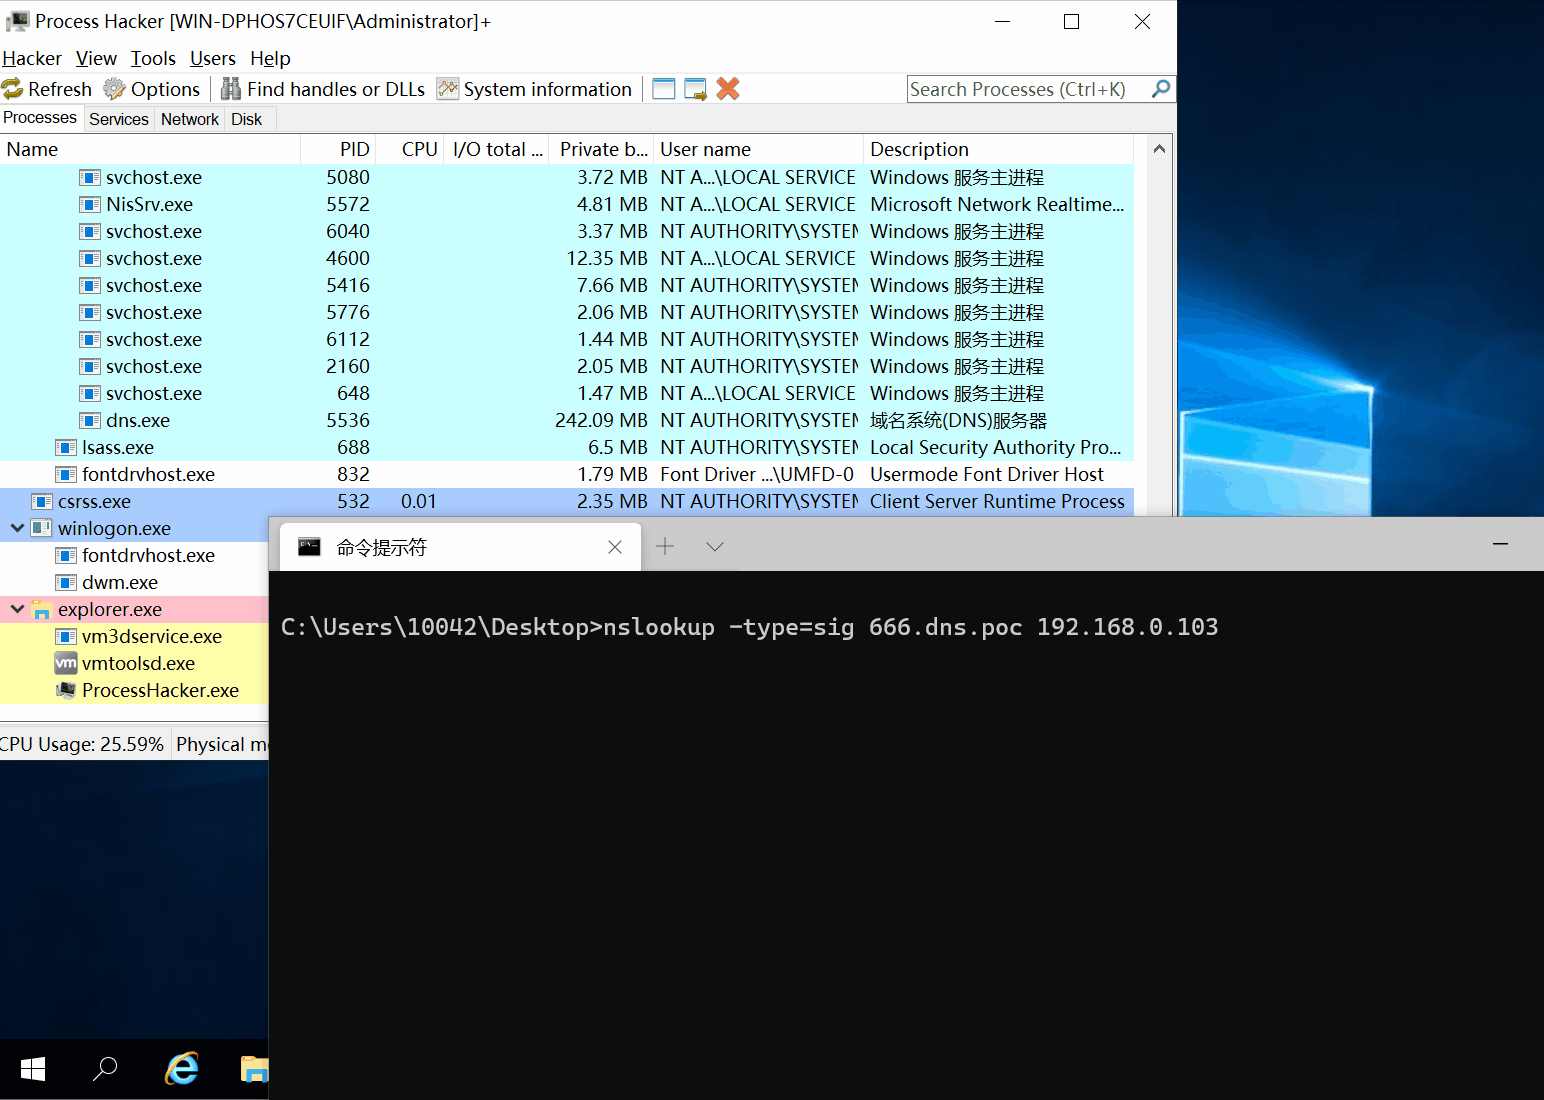 Process Hacker [WIN-DPHOS7CEUIF\Administrator]+
Hacker View Tools Users Help
Refresh Options Find handles or DLLs System information Search Processes (Ctrl+K)
Processes Services Network Disk
Name PID CPU I/O total ... Private b... User name Description
svchost.exe 5080 3.72 MB NT A...\LOCAL SERVICE Windows 服务主进程
NisSrv.exe 5572 4.81 MB NT A...\LOCAL SERVICE Microsoft Network Realtime...
svchost.exe 6040 3.37 MB NT AUTHORITY\SYSTEM Windows 服务主进程
svchost.exe 4600 12.35 MB NT A...\LOCAL SERVICE Windows 服务主进程
svchost.exe 5416 7.66 MB NT AUTHORITY\SYSTEM Windows 服务主进程
svchost.exe 5776 2.06 MB NT AUTHORITY\SYSTEM Windows 服务主进程
svchost.exe 6112 1.44 MB NT AUTHORITY\SYSTEM Windows 服务主进程
svchost.exe 2160 2.05 MB NT AUTHORITY\SYSTEM Windows 服务主进程
svchost.exe 648 1.47 MB NT A...\LOCAL SERVICE Windows 服务主进程
dns.exe 5536 242.09 MB NT AUTHORITY\SYSTEM 域名系统(DNS)服务器
lsass.exe 688 6.5 MB NT AUTHORITY\SYSTEM Local Security Authority Pro...
fontdrvhost.exe 832 1.79 MB Font Driver ...\UMFD-0 Usermode Font Driver Host
csrss.exe 532 0.01 2.35 MB NT AUTHORITY\SYSTEM Client Server Runtime Process
winlogon.exe
fontdrvhost.exe
dwm.exe
explorer.exe
vm3dservice.exe
vm vmtoolsd.exe
ProcessHacker.exe
CPU Usage: 25.59% Physical m
命令提示符
C:\Users\10042\Desktop>nslookup -type=sig 666.dns.poc 192.168.0.103